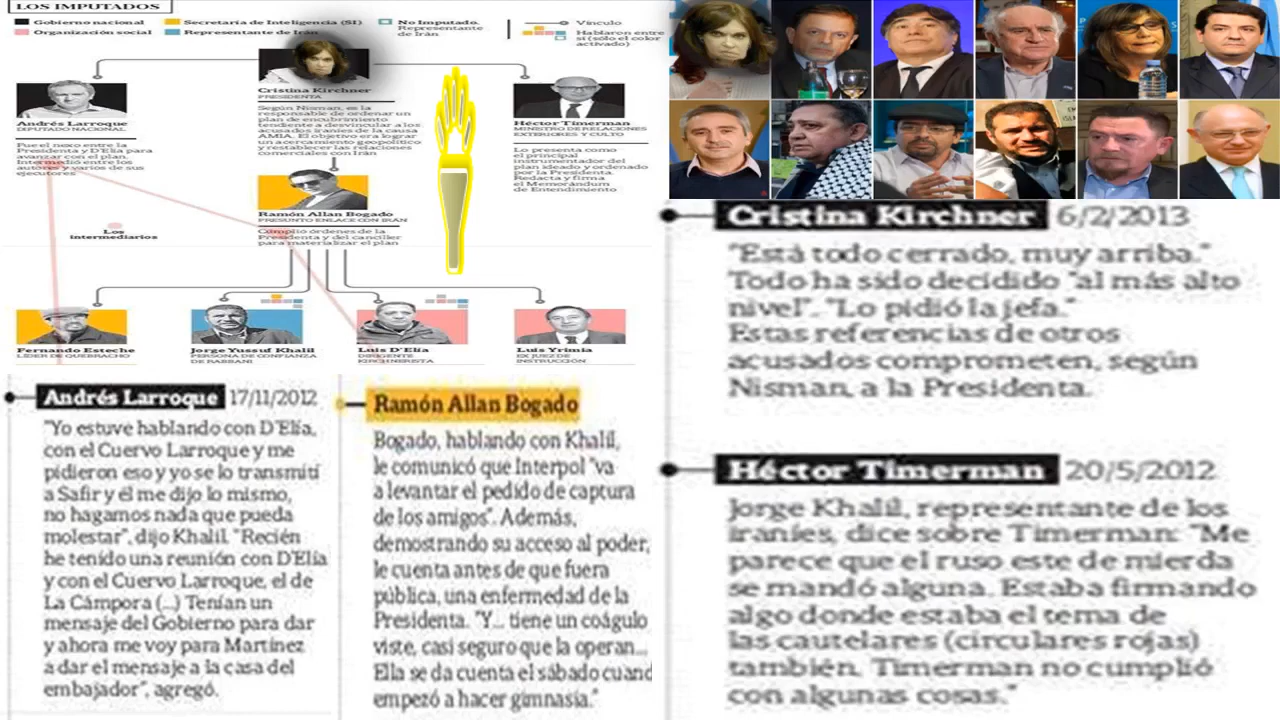 LOS IMPUTADOS
Gobierno nacional
Secretaría de Inteligencia (SI)
No Imputado.
Representante
de Irán
Vínculo
Organización social
Representante de Irán
Hablaron entre
sí (sólo el color
activado)
Cristina Kirchner
PRESIDENTA
Según Nisman, es la
responsable de ordenar un
plan de encubrimiento
tendiente a desvincular a los
acusados iraníes de la causa
AMIA. El objetivo era lograr
un acercamiento geopolítico
y restablecer las relaciones
comerciales con Irán
Andrés Larroque
DIPUTADO NACIONAL
Fue el nexo entre la
Presidenta y D'Elía para
avanzar con el plan.
Intermedió entre los
autores y varios de sus
ejecutores
Héctor Timerman
MINISTRO DE RELACIONES
EXTERIORES Y CULTO
Lo presenta como
el principal
instrumentador del
plan ideado y ordenado
por la Presidenta.
Redacta y firma
el Memorándum
de Entendimiento
Ramón Allan Bogado
PRESUNTO ENLACE CON IRÁN
Cumplió órdenes de la
Presidenta y del canciller
para materializar el plan
Los
intermediarios
Fernando Esteche
LÍDER DE QUEBRACHO
Jorge Yussuf Khalil
PERSONA DE CONFIANZA
DE RABBANI
Luis D'Elía
DIRIGENTE
KIRCHNERISTA
Luis Yrimia
EX JUEZ DE
INSTRUCCIÓN
Andrés Larroque 17/11/2012
"Yo estuve hablando con D'Elía,
con el Cuervo Larroque y me
pidieron eso y yo se lo transmití
a Safir y él me dijo lo mismo,
no hagamos nada que pueda
molestar", dijo Khalil. "Recién
he tenido una reunión con D'Elía
y con el Cuervo Larroque, el de
La Cámpora (...) Tenían un
mensaje del Gobierno para dar
y ahora me voy para Martínez
a dar el mensaje a la casa del
embajador", agregó.
Ramón Allan Bogado
Bogado, hablando con Khalil,
le comunicó que Interpol "va
a levantar el pedido de captura
de los amigos". Además,
demostrando su acceso al poder,
le cuenta antes de que fuera
pública, una enfermedad de la
Presidenta. "Y... tiene un coágulo
viste, casi seguro que la operan...
Ella se da cuenta el sábado cuand
empezó a hacer gimnasia."
Cristina Kirchner 6/2/2013
"Está todo cerrado, muy arriba."
Todo ha sido decidido "al más alto
nivel". "Lo pidió la jefa."
Estas referencias de otros
acusados comprometen, según
Nisman, a la Presidenta.
Héctor Timerman 20/5/2012
Jorge Khalil, representante de los
iraníes, dice sobre Timerman: "Me
parece que el ruso este de mierda
se mandó alguna. Estaba firmando
algo donde estaba el tema de
las cautelares (circulares rojas)
también. Timerman no cumplió
con algunas cosas."